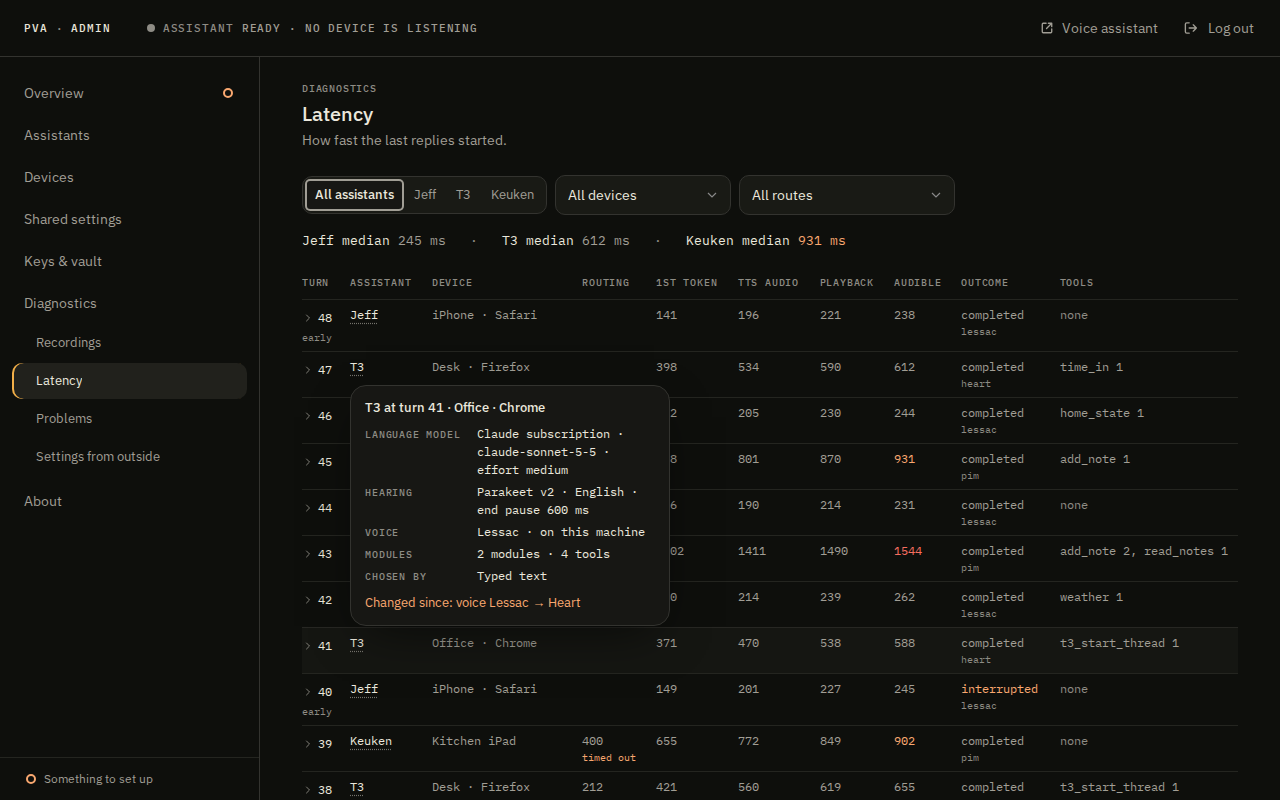 PVA · ADMIN
ASSISTANT READY · NO DEVICE IS LISTENING
Voice assistant
Log out
Overview
Assistants
Devices
Shared settings
Keys & vault
Diagnostics
Recordings
Latency
Problems
Settings from outside
About
Something to set up
DIAGNOSTICS
Latency
How fast the last replies started.
All assistants Jeff T3 Keuken All devices All routes
Jeff median 245 ms · T3 median 612 ms · Keuken median 931 ms
TURN ASSISTANT DEVICE ROUTING 1ST TOKEN TTS AUDIO PLAYBACK AUDIBLE OUTCOME TOOLS
48 Jeff iPhone · Safari 141 196 221 238 completed none
early lessac
47 T3 Desk · Firefox 398 534 590 612 completed time_in 1
heart
46 2 205 230 244 completed home_state 1
lessac
45 8 801 870 931 completed add_note 1
pim
44 6 190 214 231 completed none
lessac
43 02 1411 1490 1544 completed add_note 2, read_notes 1
pim
42 0 214 239 262 completed weather 1
lessac
T3 at turn 41 · Office · Chrome
LANGUAGE MODEL Claude subscription ·
claude-sonnet-5-5 ·
effort medium
HEARING Parakeet v2 · English ·
end pause 600 ms
VOICE Lessac · on this machine
MODULES 2 modules · 4 tools
CHOSEN BY Typed text
Changed since: voice Lessac → Heart
41 T3 Office · Chrome 371 470 538 588 completed t3_start_thread 1
heart
40 Jeff iPhone · Safari 149 201 227 245 interrupted none
early lessac
39 Keuken Kitchen iPad 400 655 772 849 902 completed none
timed out pim
38 T3 Desk · Firefox 212 421 560 619 655 completed t3_start_thread 1